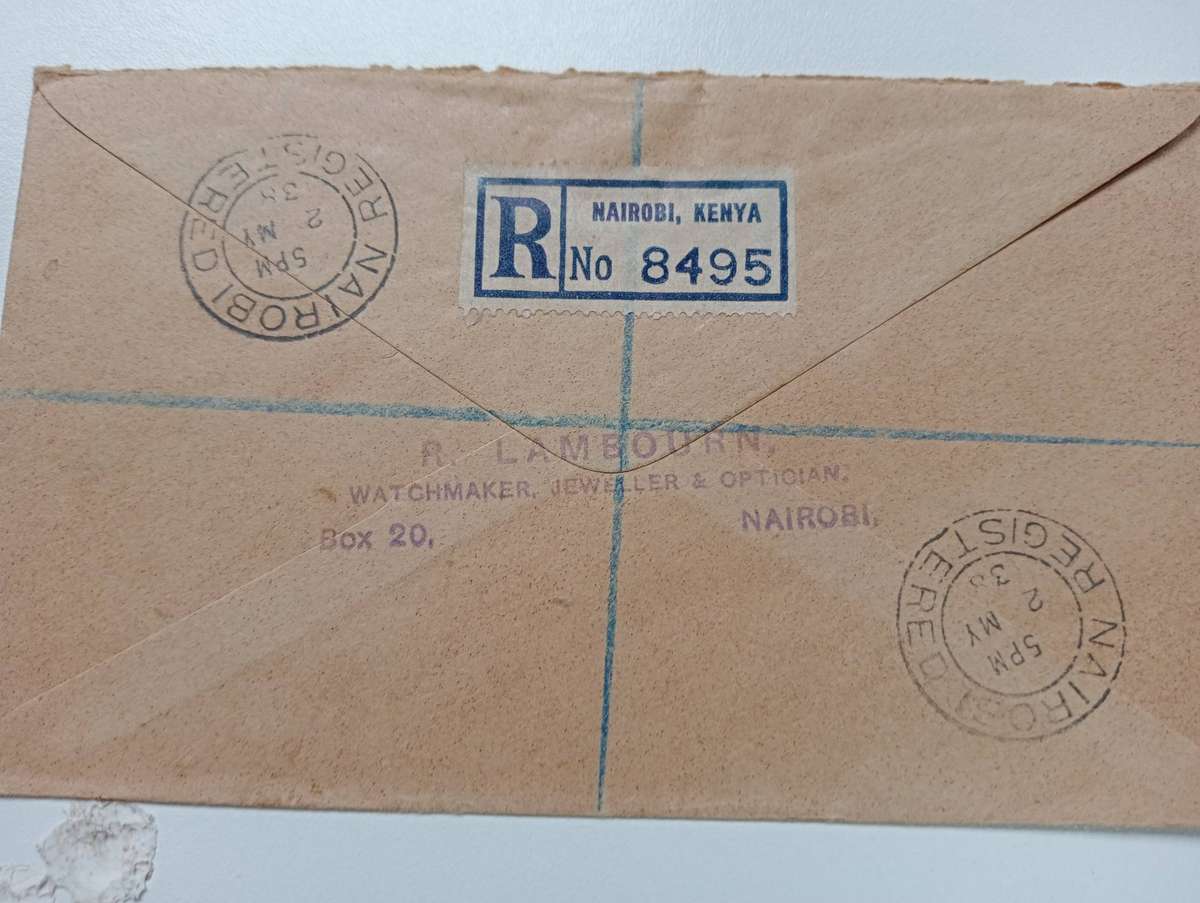 REGISTERED NAIROBI
5PM
2 MY
R
NAIROBI, KENYA
No 8495
R. LAMBOURN,
WATCHMAKER, JEWELLER & OPTICIAN,
Box 20, NAIROBI,
REGISTERED NAIROBI
5PM
2 MY